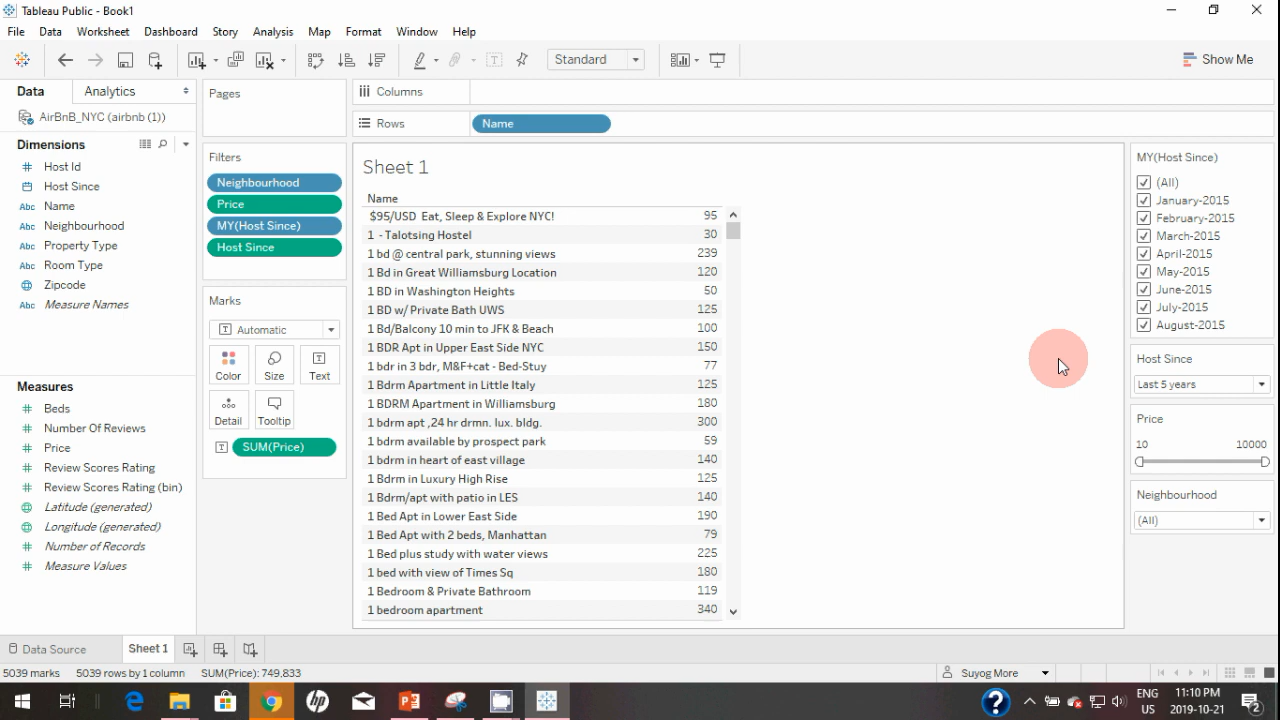 Tableau Public - Book1
File Data Worksheet Dashboard Story Analysis Map Format Window Help
Standard
Show Me
Data Analytics
AirBnB_NYC (airbnb (1))
Dimensions
# Host Id
Host Since
Abc Name
Abc Neighbourhood
Abc Property Type
Abc Room Type
Zipcode
Abc Measure Names
Measures
# Beds
# Number Of Reviews
# Price
# Review Scores Rating
# Review Scores Rating (bin)
Latitude (generated)
Longitude (generated)
# Number of Records
# Measure Values
Pages
Filters
Neighbourhood
Price
MY(Host Since)
Host Since
Marks
T Automatic
Color Size Text
Detail Tooltip
T SUM(Price)
Columns
Rows Name
Sheet 1
Name
$95/USD Eat, Sleep & Explore NYC! 95
1 - Talotsing Hostel 30
1 bd @ central park, stunning views 239
1 Bd in Great Williamsburg Location 120
1 BD in Washington Heights 50
1 BD w/ Private Bath UWS 125
1 Bd/Balcony 10 min to JFK & Beach 100
1 BDR Apt in Upper East Side NYC 150
1 bdr in 3 bdr, M&F+cat - Bed-Stuy 77
1 Bdrm Apartment in Little Italy 125
1 BDRM Apartment in Williamsburg 180
1 bdrm apt ,24 hr drmn. lux. bldg. 300
1 bdrm available by prospect park 59
1 bdrm in heart of east village 140
1 Bdrm in Luxury High Rise 125
1 Bdrm/apt with patio in LES 140
1 Bed Apt in Lower East Side 190
1 Bed Apt with 2 beds, Manhattan 79
1 Bed plus study with water views 225
1 bed with view of Times Sq 180
1 Bedroom & Private Bathroom 119
1 bedroom apartment 340
MY(Host Since)
(All)
January-2015
February-2015
March-2015
April-2015
May-2015
June-2015
July-2015
August-2015
Host Since
Last 5 years
Price
10 10000
Neighbourhood
(All)
Data Source Sheet 1
5039 marks 5039 rows by 1 column SUM(Price): 749,833
Suyog More
ENG
US
11:10 PM
2019-10-21
2